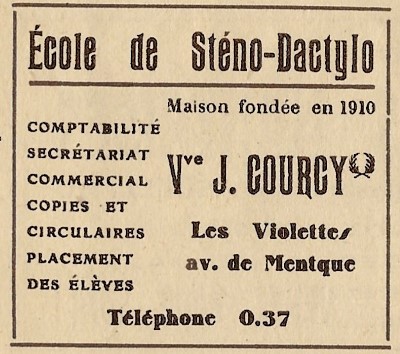 École de Sténo-Dactylo
Maison fondée en 1910
COMPTABILITÉ
SECRÉTARIAT
COMMERCIAL
COPIES ET
CIRCULAIRES
PLACEMENT
DES ÉLÈVES
Vve J. COURCY
Les Violettes
av. de Mentque
Téléphone 0.37